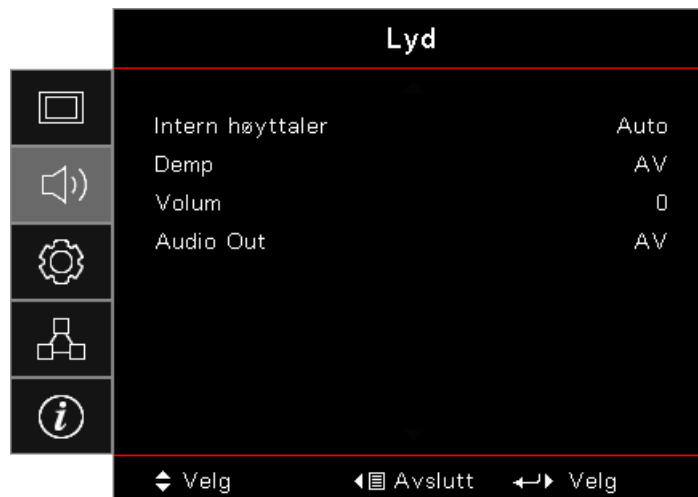 Lyd
Intern høyttaler Auto
Demp AV
Volum 0
Audio Out AV
Velg Avslutt Velg